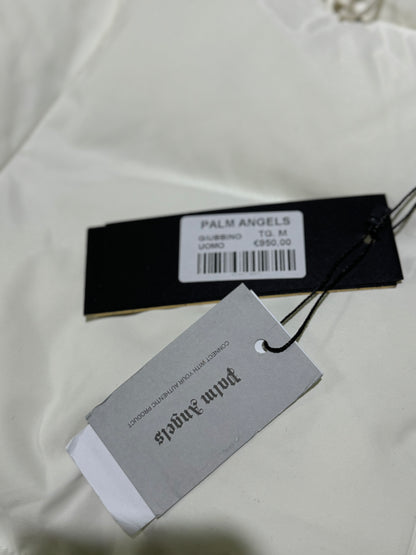 PALM ANGELS
GIUBBINO TG. M
UOMO €950,00
Palm Angels
CONNECT WITH YOUR AUTHENTIC PRODUCT